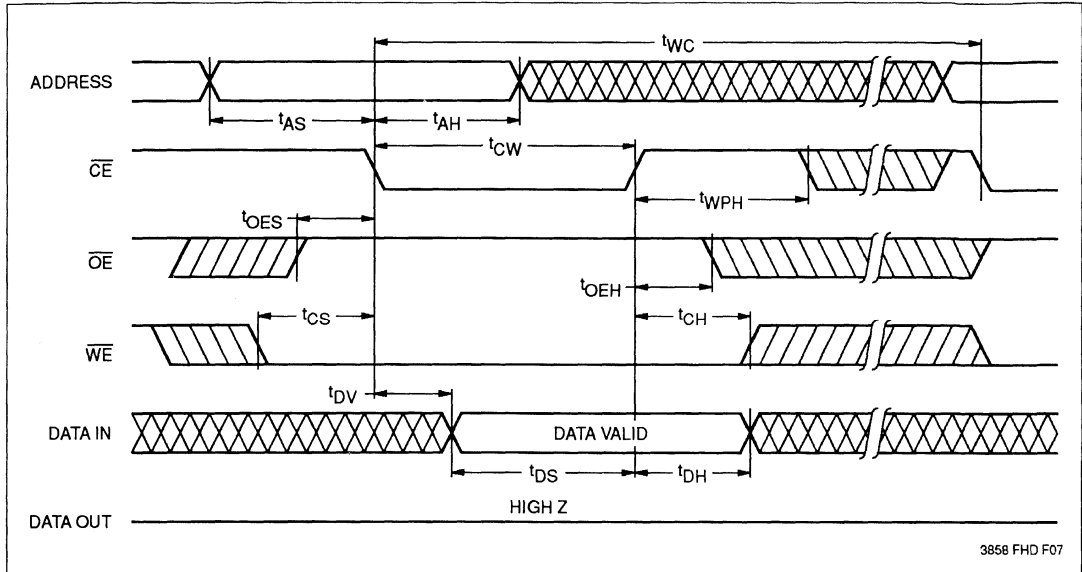 tWC
ADDRESS
tAS
tAH
tCW
CE
tWPH
tOES
OE
tOEH
tCS
tCH
WE
tDV
DATA IN
DATA VALID
tDS
tDH
HIGH Z
DATA OUT
3858 FHD F07